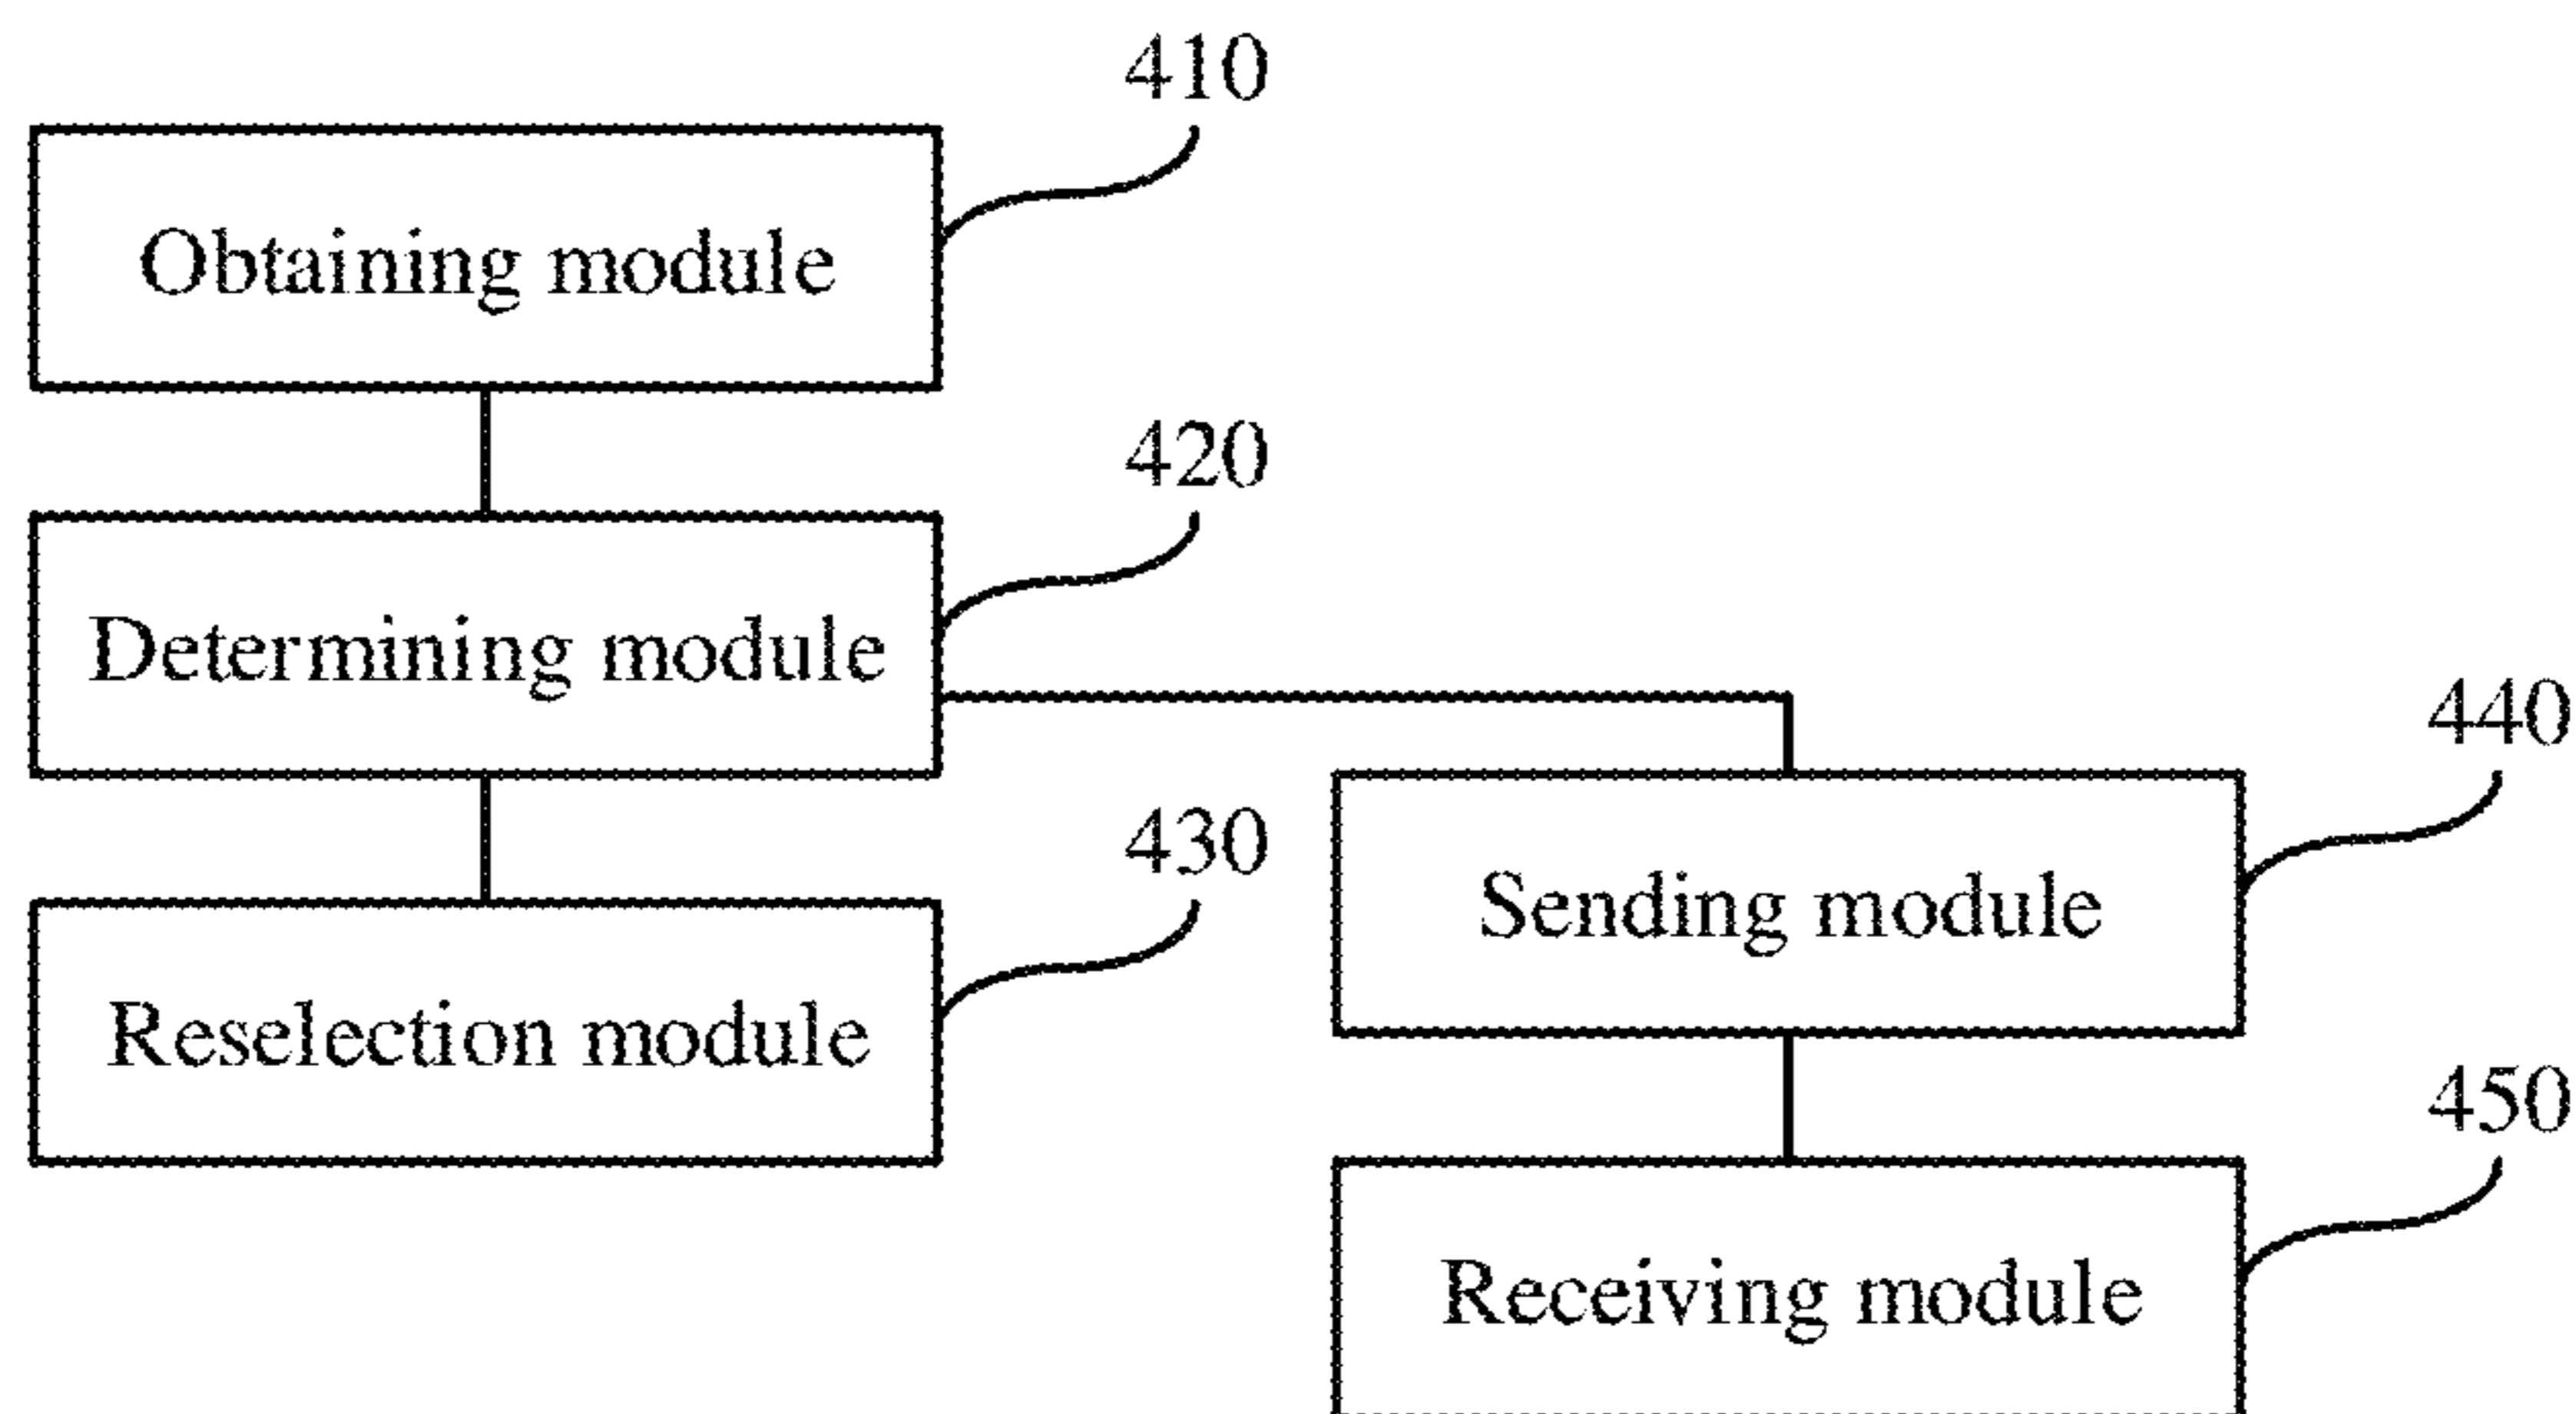 410
Obtaining module
420
Determining module
440
430
Sending module
Reselection module
450
Receiving module